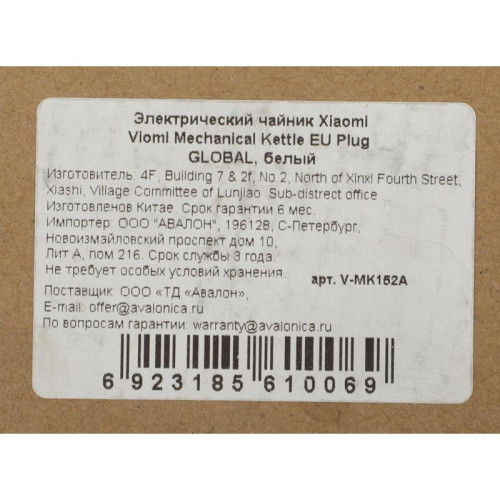 Электрический чайник Xiaomi
Viomi Mechanical Kettle EU Plug
GLOBAL, белый
Изготовитель: 4F, Building 7 & 2f, No.2, North of Xinxi Fourth Street,
Xiashi, Village Committee of Lunjiao Sub-distrect office
Изготовленов Китае. Срок гарантии 6 мес.
Импортер: ООО "АВАЛОН", 196128, С-Петербург,
Новоизмайловский проспект дом 10,
Лит А, пом 216. Срок службы 3 года.
Не требует особых условий хранения.
арт. V-MK152A
Поставщик: ООО «ТД «Авалон»,
E-mail: offer@avalonica.ru
По вопросам гарантии: warranty@avalonica.ru
6 923185 610069